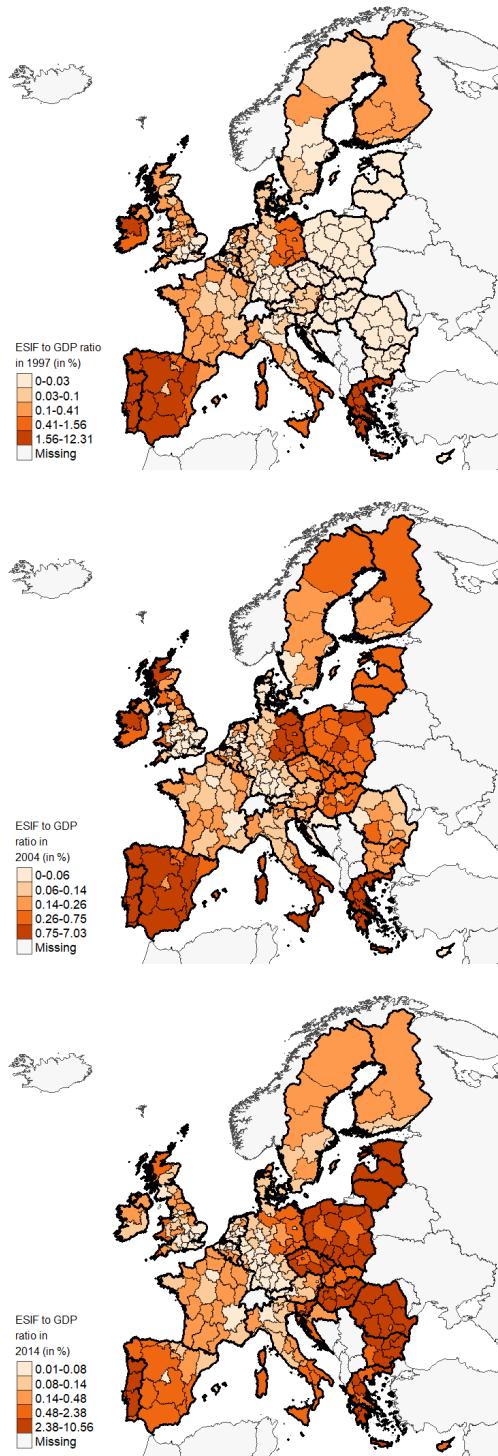 ESIF to GDP ratio
in 1997 (in %)
0-0.03
0.03-0.1
0.1-0.41
0.41-1.56
1.56-12.31
Missing
ESIF to GDP
ratio in
2004 (in %)
0-0.06
0.06-0.14
0.14-0.26
0.26-0.75
0.75-7.03
Missing
ESIF to GDP
ratio in
2014 (in %)
0.01-0.08
0.08-0.14
0.14-0.48
0.48-2.38
2.38-10.56
Missing